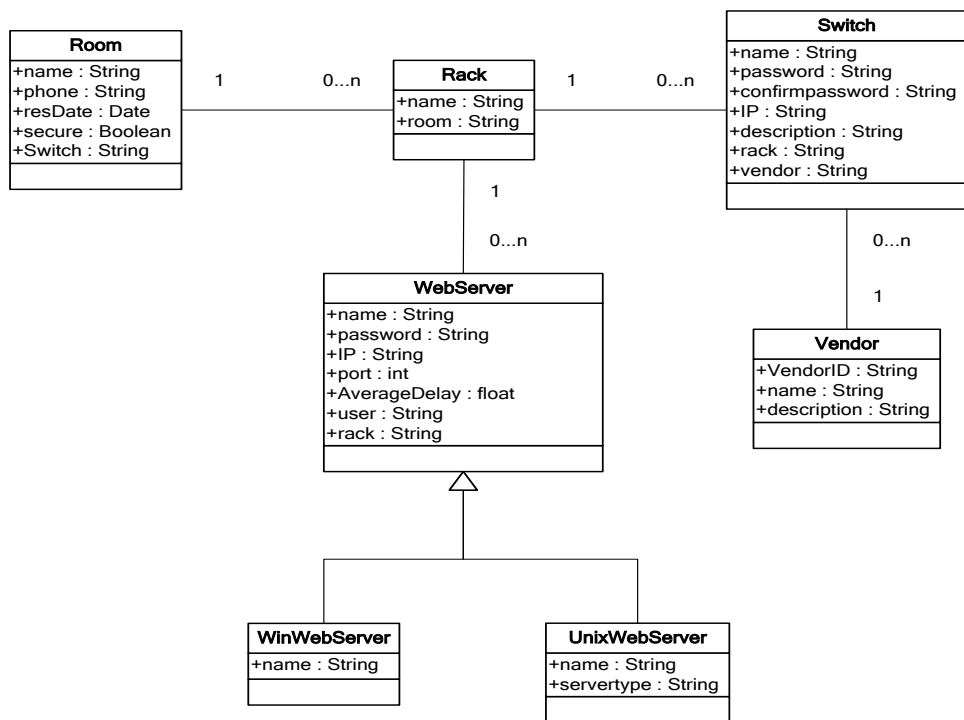 Room
+name : String
+phone : String
+resDate : Date
+secure : Boolean
+Switch : String
1
0...n
Rack
+name : String
+room : String
1
0...n
Switch
+name : String
+password : String
+confirmpassword : String
+IP : String
+description : String
+rack : String
+vendor : String
1
0...n
0...n
1
WebServer
+name : String
+password : String
+IP : String
+port : int
+AverageDelay : float
+user : String
+rack : String
Vendor
+VendorID : String
+name : String
+description : String
WinWebServer
+name : String
UnixWebServer
+name : String
+servertype : String